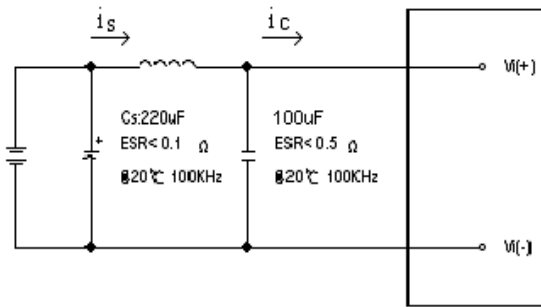 is
ic
Vi(+)
Cs:220uF
ESR< 0.1 Ω
@20℃ 100KHz
100uF
ESR< 0.5 Ω
@20℃ 100KHz
+
Vi(-)